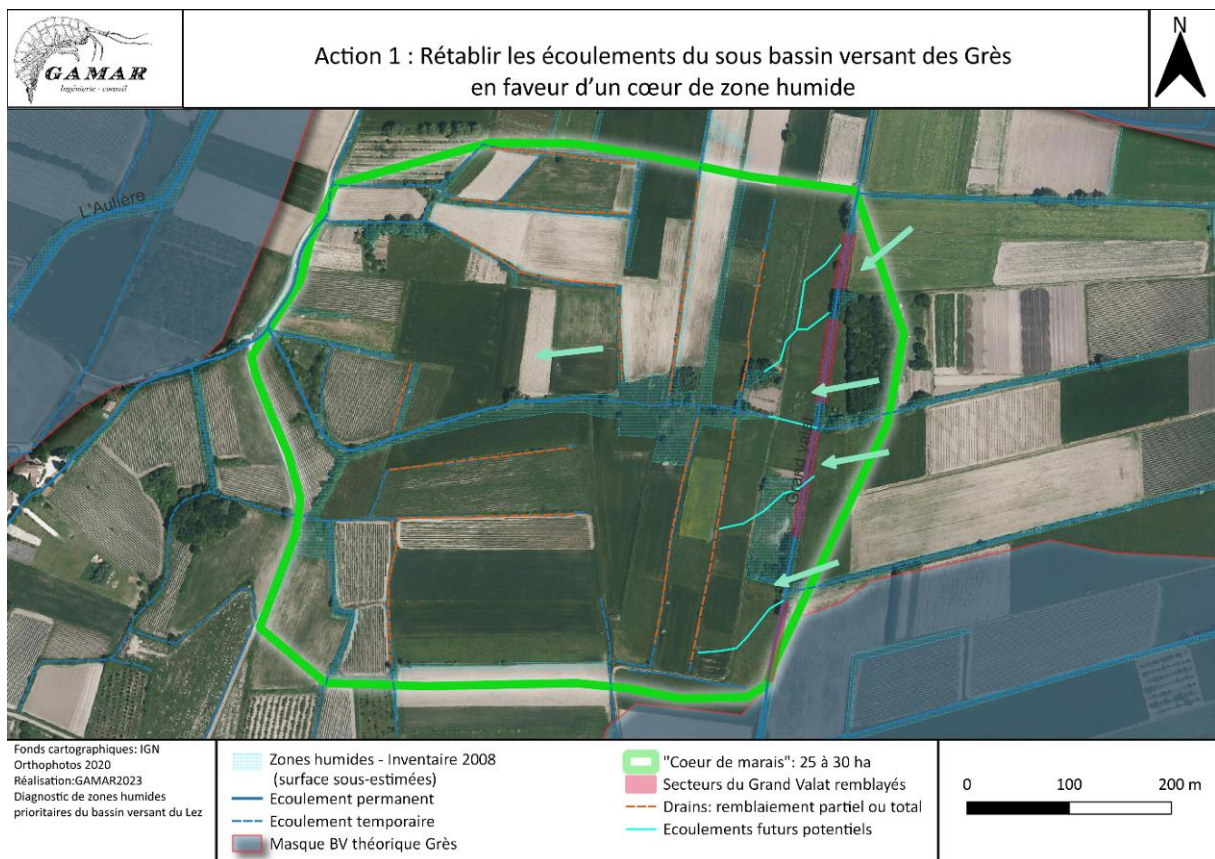 GAMAR
Ingénierie - conseil
Action 1 : Rétablir les écoulements du sous bassin versant des Grès
en faveur d’un cœur de zone humide
N
L'Aulière
Grand valat
Fonds cartographiques: IGN
Orthophotos 2020
Réalisation:GAMAR2023
Diagnostic de zones humides
prioritaires du bassin versant du Lez
Zones humides - Inventaire 2008
(surface sous-estimées)
Ecoulement permanent
Ecoulement temporaire
Masque BV théorique Grès
"Coeur de marais": 25 à 30 ha
Secteurs du Grand Valat remblayés
Drains: remblaiement partiel ou total
Ecoulements futurs potentiels
0 100 200 m